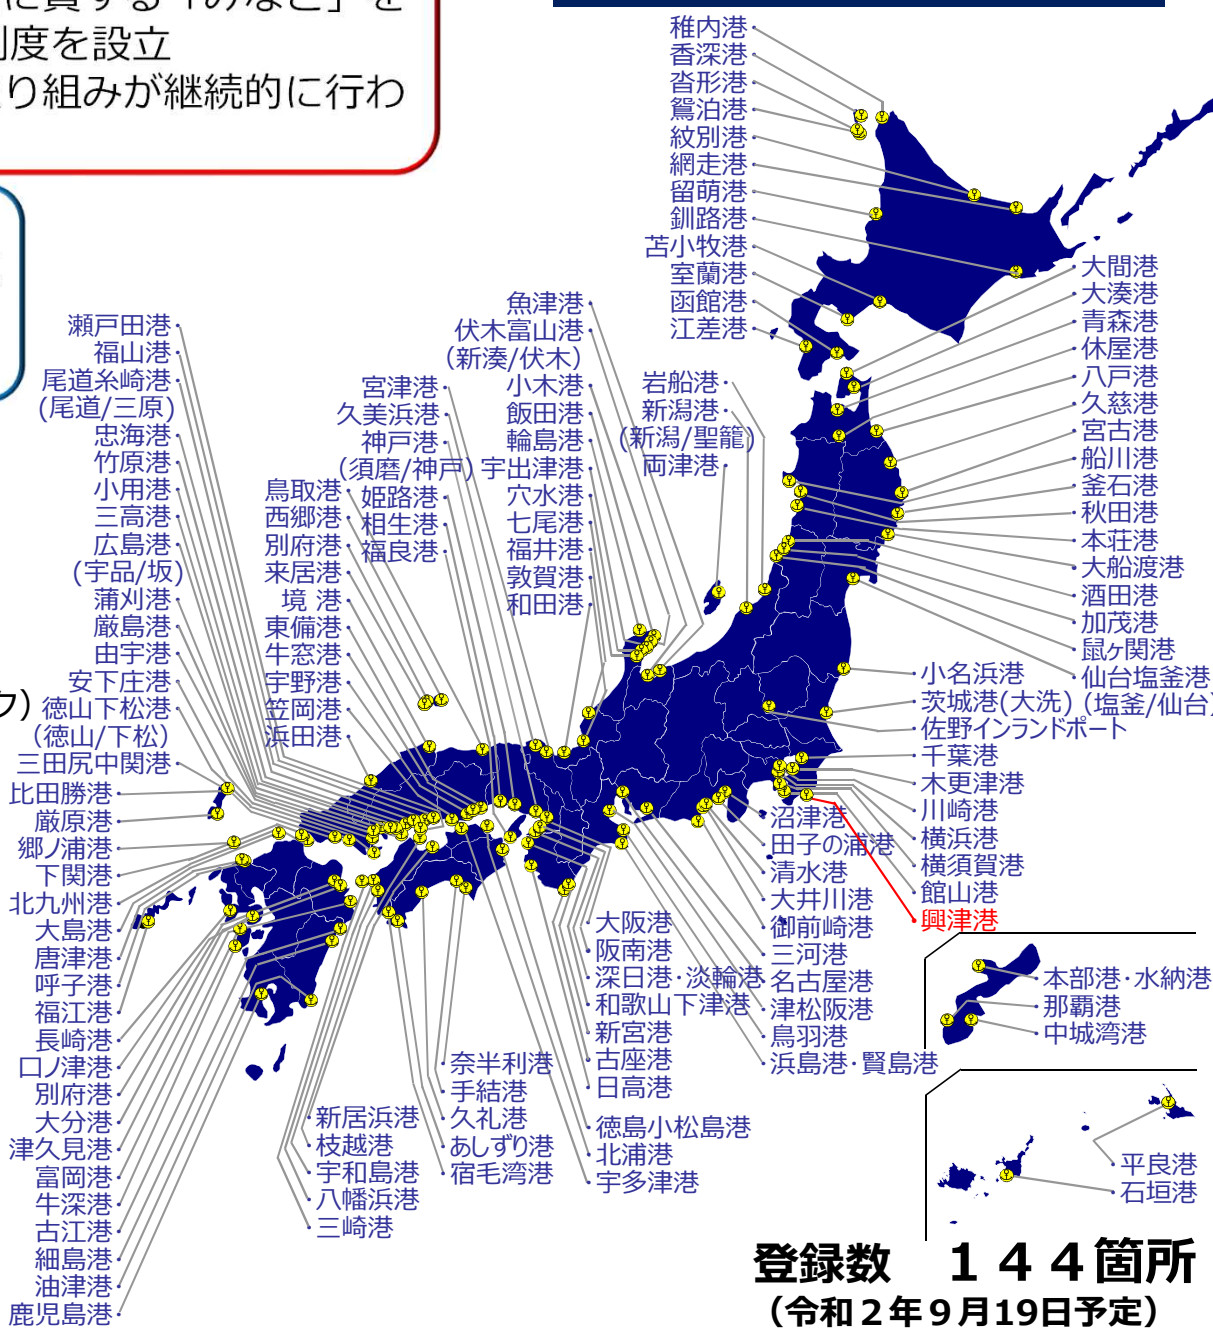 に資する「みなと」を
度を設立
り組みが継続的に行わ
ク)
稚内港
香深港
沓形港
鴛泊港
紋別港
網走港
留萌港
釧路港
苫小牧港
室蘭港
函館港
江差港
大間港
大湊港
青森港
休屋港
八戸港
久慈港
宮古港
船川港
釜石港
秋田港
本荘港
大船渡港
酒田港
加茂港
鼠ヶ関港
仙台塩釜港
(塩釜/仙台)
岩船港
新潟港
(新潟/聖籠)
両津港
魚津港
伏木富山港
(新湊/伏木)
小木港
飯田港
輪島港
宇出津港
穴水港
七尾港
福井港
敦賀港
和田港
宮津港
久美浜港
神戸港
(須磨/神戸)
姫路港
相生港
福良港
鳥取港
西郷港
別府港
来居港
境 港
東備港
牛窓港
宇野港
笠岡港
浜田港
瀬戸田港
福山港
尾道糸崎港
(尾道/三原)
忠海港
竹原港
小用港
三高港
広島港
(宇品/坂)
蒲刈港
厳島港
由宇港
安下庄港
徳山下松港
(徳山/下松)
三田尻中関港
比田勝港
厳原港
郷ノ浦港
下関港
北九州港
大島港
唐津港
呼子港
福江港
長崎港
口ノ津港
別府港
大分港
津久見港
富岡港
牛深港
古江港
細島港
油津港
鹿児島港
新居浜港
枝越港
宇和島港
八幡浜港
三崎港
奈半利港
手結港
久礼港
あしずり港
宿毛湾港
大阪港
阪南港
深日港・淡輪港
和歌山下津港
新宮港
古座港
日高港
徳島小松島港
北浦港
宇多津港
小名浜港
茨城港(大洗)
佐野インランドポート
千葉港
木更津港
川崎港
横浜港
横須賀港
館山港
興津港
沼津港
田子の浦港
清水港
大井川港
御前崎港
三河港
名古屋港
津松阪港
鳥羽港
浜島港・賢島港
本部港・水納港
那覇港
中城湾港
平良港
石垣港
登録数 １４４箇所
(令和２年９月19日予定)